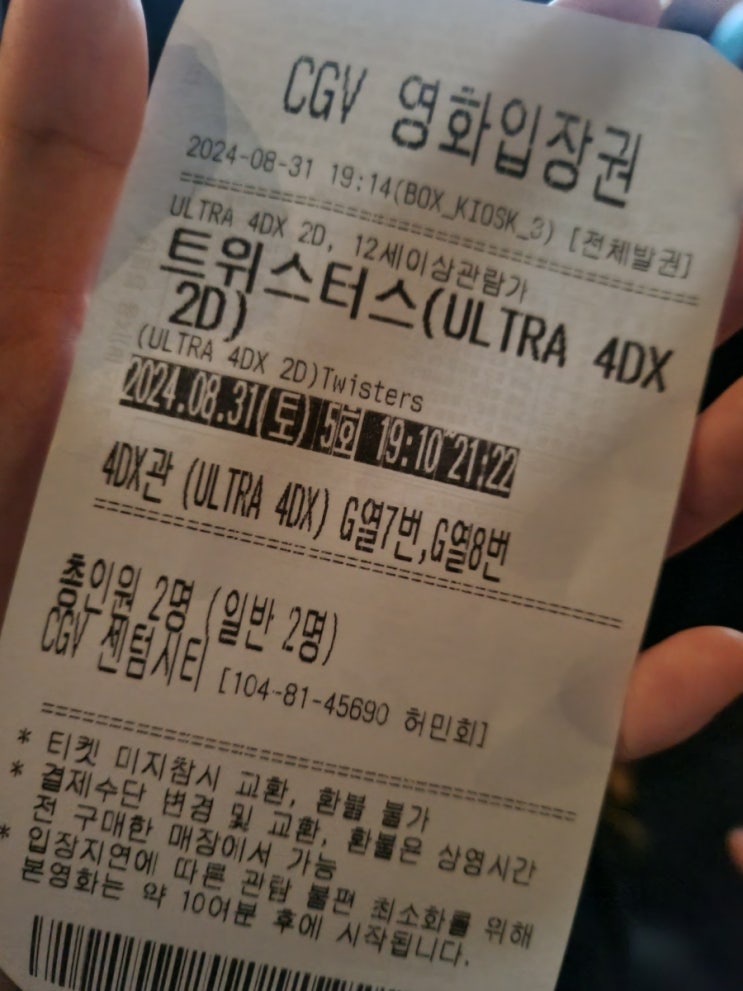 CGV 영화입장권
2024-08-31 19:14(BOX_KIOSK_3) [전체발권]
ULTRA 4DX 2D, 12세이상관람가
트위스터스(ULTRA 4DX
2D)
(ULTRA 4DX 2D)Twisters
2024.08.31(토) 5회 19:10~21:22
4DX관 (ULTRA 4DX) G열7번,G열8번
총인원 2명 (일반 2명)
CGV 센텀시티 [104-81-45690 허민회]
* 티켓 미지참시 교환, 환불 불가
* 결제수단 변경 및 교환, 환불은 상영시간
전 구매한 매장에서 가능
* 입장지연에 따른 관람 불편 최소화를 위해
본영화는 약 10여분 후에 시작됩니다.